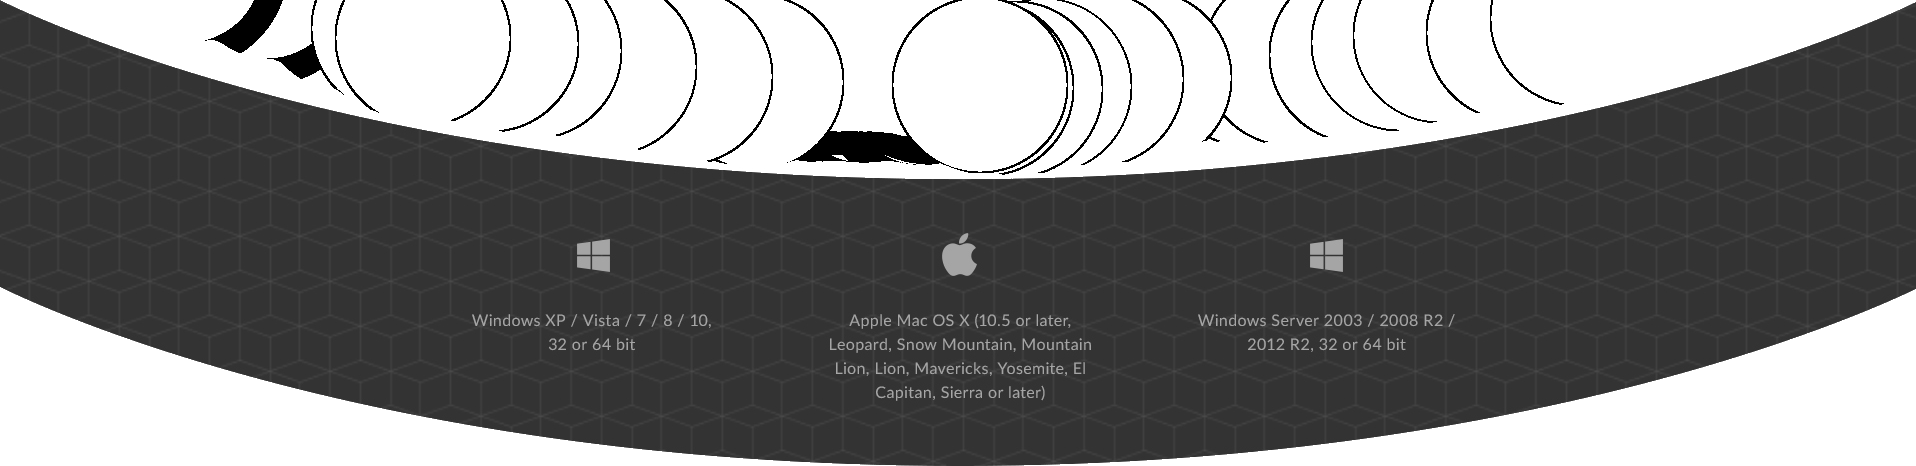 Windows XP / Vista / 7 / 8 / 10,
32 or 64 bit
Apple Mac OS X (10.5 or later,
Leopard, Snow Mountain, Mountain
Lion, Lion, Mavericks, Yosemite, El
Capitan, Sierra or later)
Windows Server 2003 / 2008 R2 /
2012 R2, 32 or 64 bit